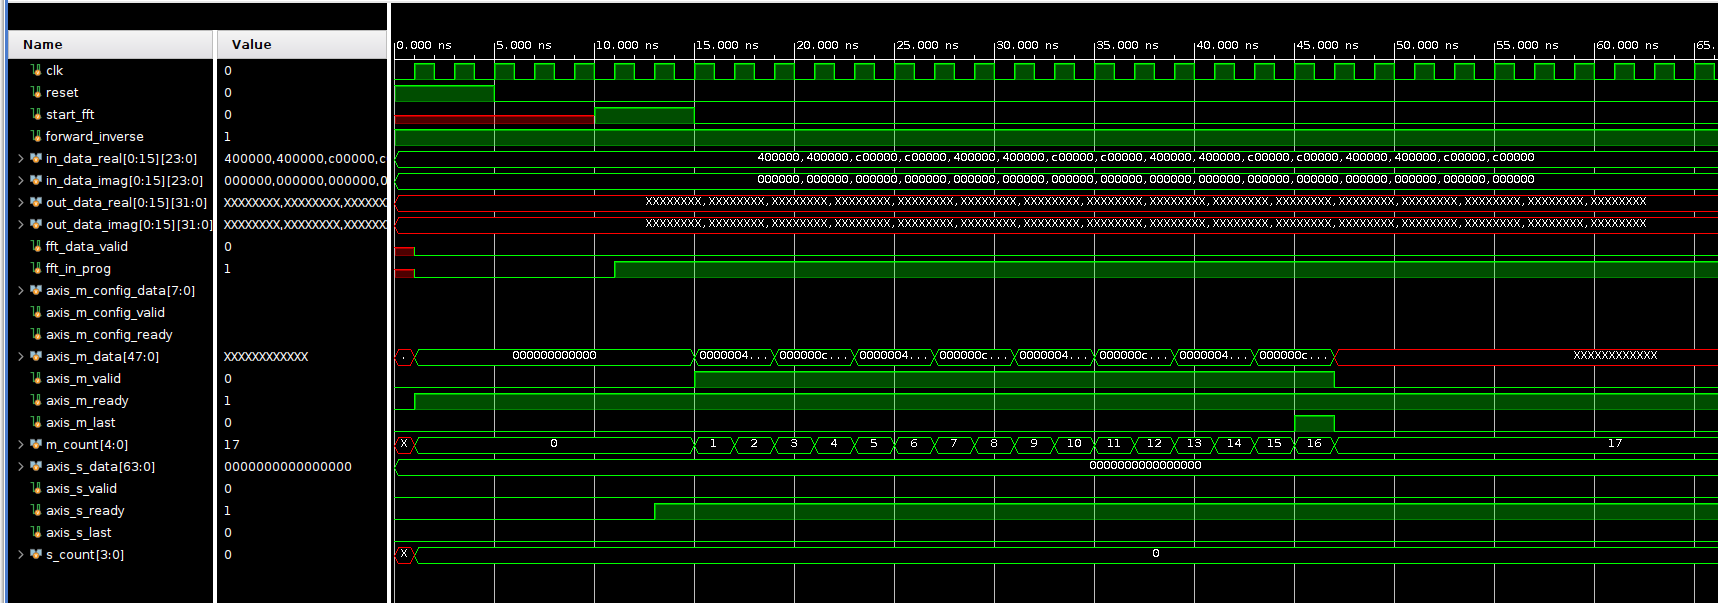 Name Value 0.000 ns 5.000 ns 10.000 ns 15.000 ns 20.000 ns 25.000 ns 30.000 ns 35.000 ns 40.000 ns 45.000 ns 50.000 ns 55.000 ns 60.000 ns 65.
clk 0
reset 0
start_fft 0
forward_inverse 1
in_data_real[0:15][23:0] 400000,400000,c00000,c 400000,400000,c00000,c00000,400000,400000,c00000,c00000,400000,400000,c00000,c00000,400000,400000,c00000,c00000
in_data_imag[0:15][23:0] 000000,000000,000000,0 000000,000000,000000,000000,000000,000000,000000,000000,000000,000000,000000,000000,000000,000000,000000,000000
out_data_real[0:15][31:0] XXXXXXXX,XXXXXXXX,XXXXXX XXXXXXXX,XXXXXXXX,XXXXXXXX,XXXXXXXX,XXXXXXXX,XXXXXXXX,XXXXXXXX,XXXXXXXX,XXXXXXXX,XXXXXXXX,XXXXXXXX,XXXXXXXX,XXXXXXXX,XXXXXXXX,XXXXXXXX,XXXXXXXX
out_data_imag[0:15][31:0] XXXXXXXX,XXXXXXXX,XXXXXX XXXXXXXX,XXXXXXXX,XXXXXXXX,XXXXXXXX,XXXXXXXX,XXXXXXXX,XXXXXXXX,XXXXXXXX,XXXXXXXX,XXXXXXXX,XXXXXXXX,XXXXXXXX,XXXXXXXX,XXXXXXXX,XXXXXXXX,XXXXXXXX
fft_data_valid 0
fft_in_prog 1
axis_m_config_data[7:0]
axis_m_config_valid
axis_m_config_ready
axis_m_data[47:0] XXXXXXXXXXXX . 000000000000 0000004... 000000c... 0000004... 000000c... 0000004... 000000c... 0000004... 000000c... XXXXXXXXXXXX
axis_m_valid 0
axis_m_ready 1
axis_m_last 0
m_count[4:0] 17 X 0 1 2 3 4 5 6 7 8 9 10 11 12 13 14 15 16 17
axis_s_data[63:0] 0000000000000000 0000000000000000
axis_s_valid 0
axis_s_ready 1
axis_s_last 0
s_count[3:0] 0 X 0